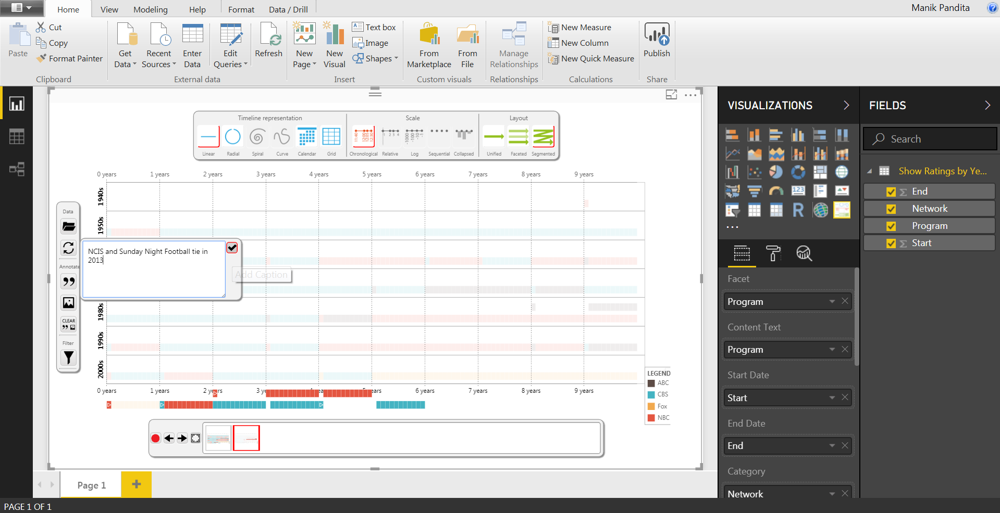 Home View Modeling Help Format Data / Drill
Manik Pandita
Paste
Cut
Copy
Format Painter
Clipboard
Get Data
Recent Sources
Enter Data
Edit Queries
Refresh
External data
New Page
New Visual
Text box
Image
Shapes
Insert
From Marketplace
From File
Custom visuals
Manage Relationships
Relationships
New Measure
New Column
New Quick Measure
Calculations
Publish
Share
Timeline representation
Linear Radial Spiral Curve Calendar Grid
Scale
Chronological Relative Log Sequential Collapsed
Layout
Unified Faceted Segmented
0 years 1 years 2 years 3 years 4 years 5 years 6 years 7 years 8 years 9 years
1940s
1950s
1980s
1990s
2000s
Data
Annotate
CLEAR
Filter
NCIS and Sunday Night Football tie in
2013
Add Caption
0 years 1 years 2 years 6 years 7 years 8 years 9 years
LEGEND
ABC
CBS
Fox
NBC
Page 1
PAGE 1 OF 1
VISUALIZATIONS
123
R
Facet
Program
Content Text
Program
Start Date
Start
End Date
End
Category
Network
FIELDS
Search
Show Ratings by Ye...
End
Network
Program
Start